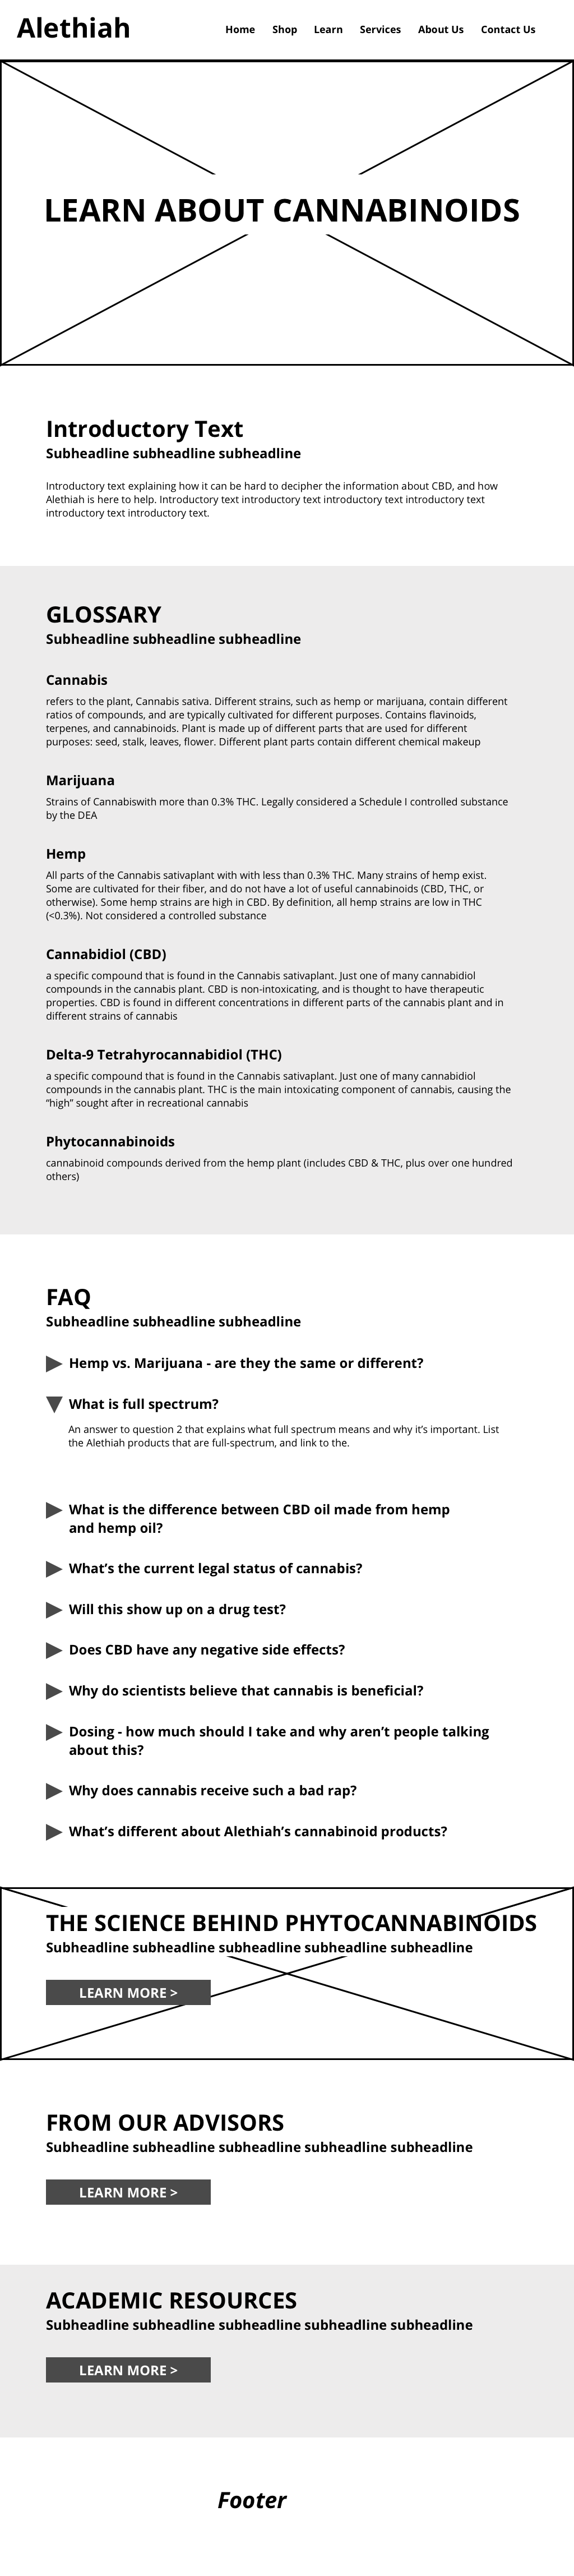 Alethiah
Home Shop Learn Services About Us Contact Us
LEARN ABOUT CANNABINOIDS
Introductory Text
Subheadline subheadline subheadline
Introductory text explaining how it can be hard to decipher the information about CBD, and how
Alethiah is here to help. Introductory text introductory text introductory text introductory text
introductory text introductory text.
GLOSSARY
Subheadline subheadline subheadline
Cannabis
refers to the plant, Cannabis sativa. Different strains, such as hemp or marijuana, contain different
ratios of compounds, and are typically cultivated for different purposes. Contains flavinoids,
terpenes, and cannabinoids. Plant is made up of different parts that are used for different
purposes: seed, stalk, leaves, flower. Different plant parts contain different chemical makeup
Marijuana
Strains of Cannabiswith more than 0.3% THC. Legally considered a Schedule I controlled substance
by the DEA
Hemp
All parts of the Cannabis sativaplant with with less than 0.3% THC. Many strains of hemp exist.
Some are cultivated for their fiber, and do not have a lot of useful cannabinoids (CBD, THC, or
otherwise). Some hemp strains are high in CBD. By definition, all hemp strains are low in THC
(<0.3%). Not considered a controlled substance
Cannabidiol (CBD)
a specific compound that is found in the Cannabis sativaplant. Just one of many cannabidiol
compounds in the cannabis plant. CBD is non-intoxicating, and is thought to have therapeutic
properties. CBD is found in different concentrations in different parts of the cannabis plant and in
different strains of cannabis
Delta-9 Tetrahyrocannabidiol (THC)
a specific compound that is found in the Cannabis sativaplant. Just one of many cannabidiol
compounds in the cannabis plant. THC is the main intoxicating component of cannabis, causing the
“high” sought after in recreational cannabis
Phytocannabinoids
cannabinoid compounds derived from the hemp plant (includes CBD & THC, plus over one hundred
others)
FAQ
Subheadline subheadline subheadline
Hemp vs. Marijuana - are they the same or different?
What is full spectrum?
An answer to question 2 that explains what full spectrum means and why it’s important. List
the Alethiah products that are full-spectrum, and link to the.
What is the difference between CBD oil made from hemp
and hemp oil?
What’s the current legal status of cannabis?
Will this show up on a drug test?
Does CBD have any negative side effects?
Why do scientists believe that cannabis is beneficial?
Dosing - how much should I take and why aren’t people talking
about this?
Why does cannabis receive such a bad rap?
What’s different about Alethiah’s cannabinoid products?
THE SCIENCE BEHIND PHYTOCANNABINOIDS
Subheadline subheadline subheadline subheadline subheadline
LEARN MORE >
FROM OUR ADVISORS
Subheadline subheadline subheadline subheadline subheadline
LEARN MORE >
ACADEMIC RESOURCES
Subheadline subheadline subheadline subheadline subheadline
LEARN MORE >
Footer